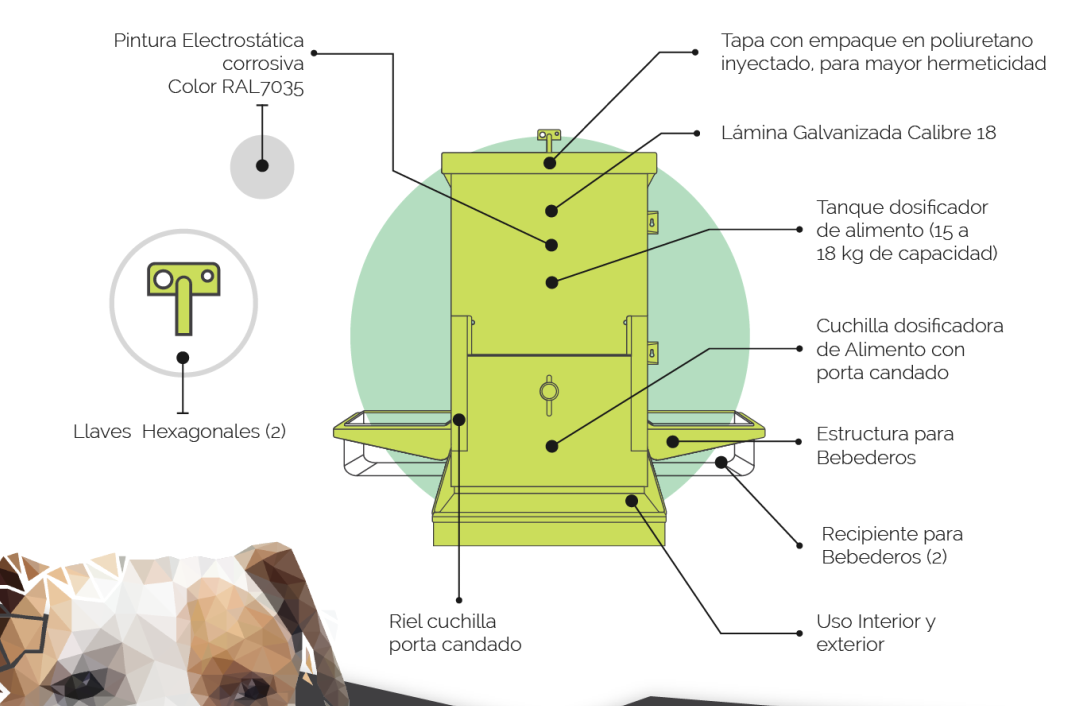 Pintura Electrostática
corrosiva
Color RAL7035
Llaves Hexagonales (2)
Tapa con empaque en poliuretano
inyectado, para mayor hermeticidad
Lámina Galvanizada Calibre 18
Tanque dosificador
de alimento (15 a
18 kg de capacidad)
Cuchilla dosificadora
de Alimento con
porta candado
Estructura para
Bebederos
Recipiente para
Bebederos (2)
Uso Interior y
exterior
Riel cuchilla
porta candado